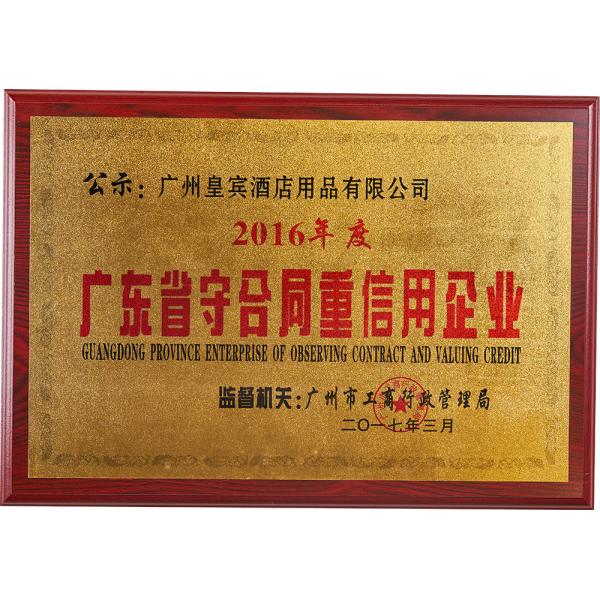 公示：广州皇宾酒店用品有限公司
2016年度
广东省守合同重信用企业
GUANGDONG PROVINCE ENTERPRISE OF OBSERVING CONTRACT AND VALUING CREDIT
监督机关：广州市工商行政管理局
二〇一七年三月